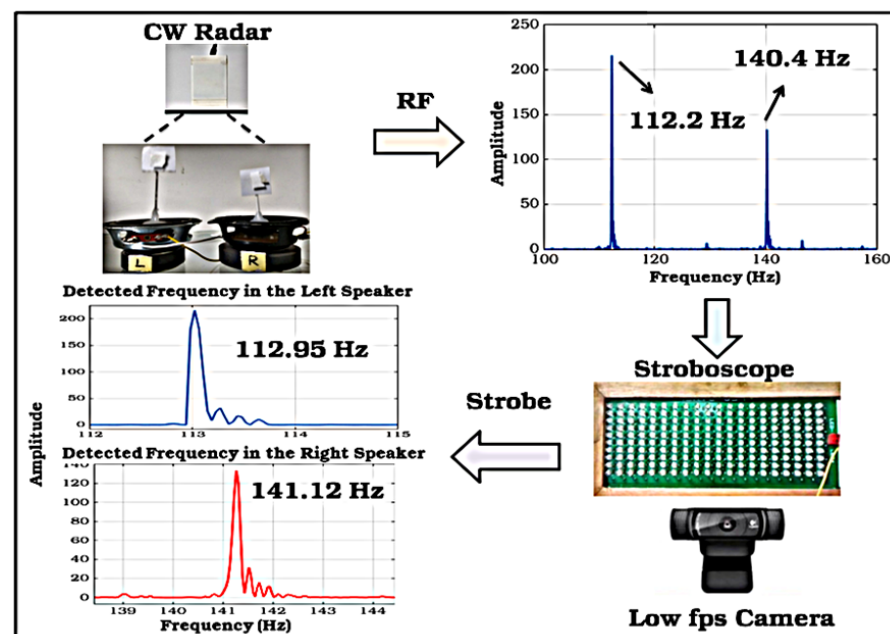 CW Radar
L
R
RF
250
200
150
100
50
0
Amplitude
140.4 Hz
112.2 Hz
100 120 140 160
Frequency (Hz)
Detected Frequency in the Left Speaker
200
150
100
50
0
112.95 Hz
112 113 114 115
Detected Frequency in the Right Speaker
Amplitude
140
120
100
80
60
40
20
0
141.12 Hz
139 140 141 142 143 144
Frequency (Hz)
Stroboscope
Strobe
Low fps Camera